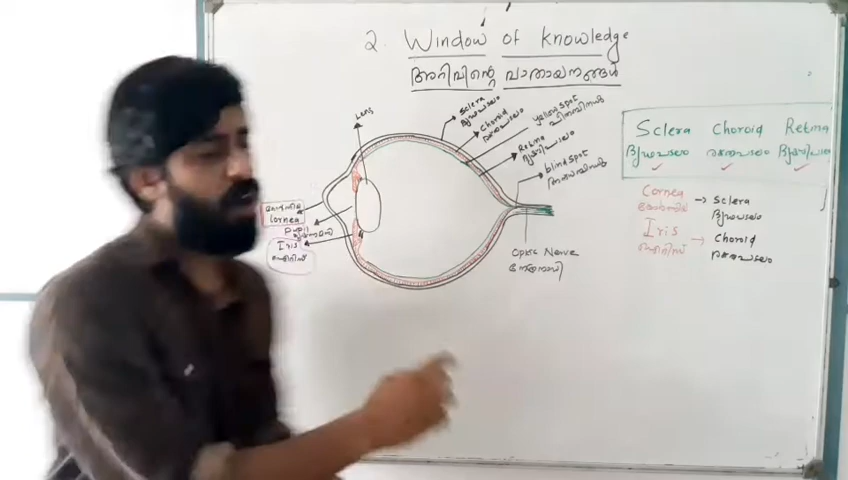 2. Window of knowledge
അറിവിന്റെ വാതായനങ്ങൾ
Lens
Sclera
ദൃഢപടലം
Choroid
രക്തപടലം
yellow spot
പീതബിന്ദു
Retina
ദൃഷ്ടിപടലം
blind spot
അന്ധബിന്ദു
കോർണിയ
Cornea
Pupil
Iris
ഐറിസ്
Optic Nerve
നേത്രനാഡി
Sclera Choroid Retina
ദൃഢപടലം രക്തപടലം ദൃഷ്ടിപടലം
Cornea → Sclera
കോർണിയ ദൃഢപടലം
Iris → Choroid
ഐറിസ് രക്തപടലം